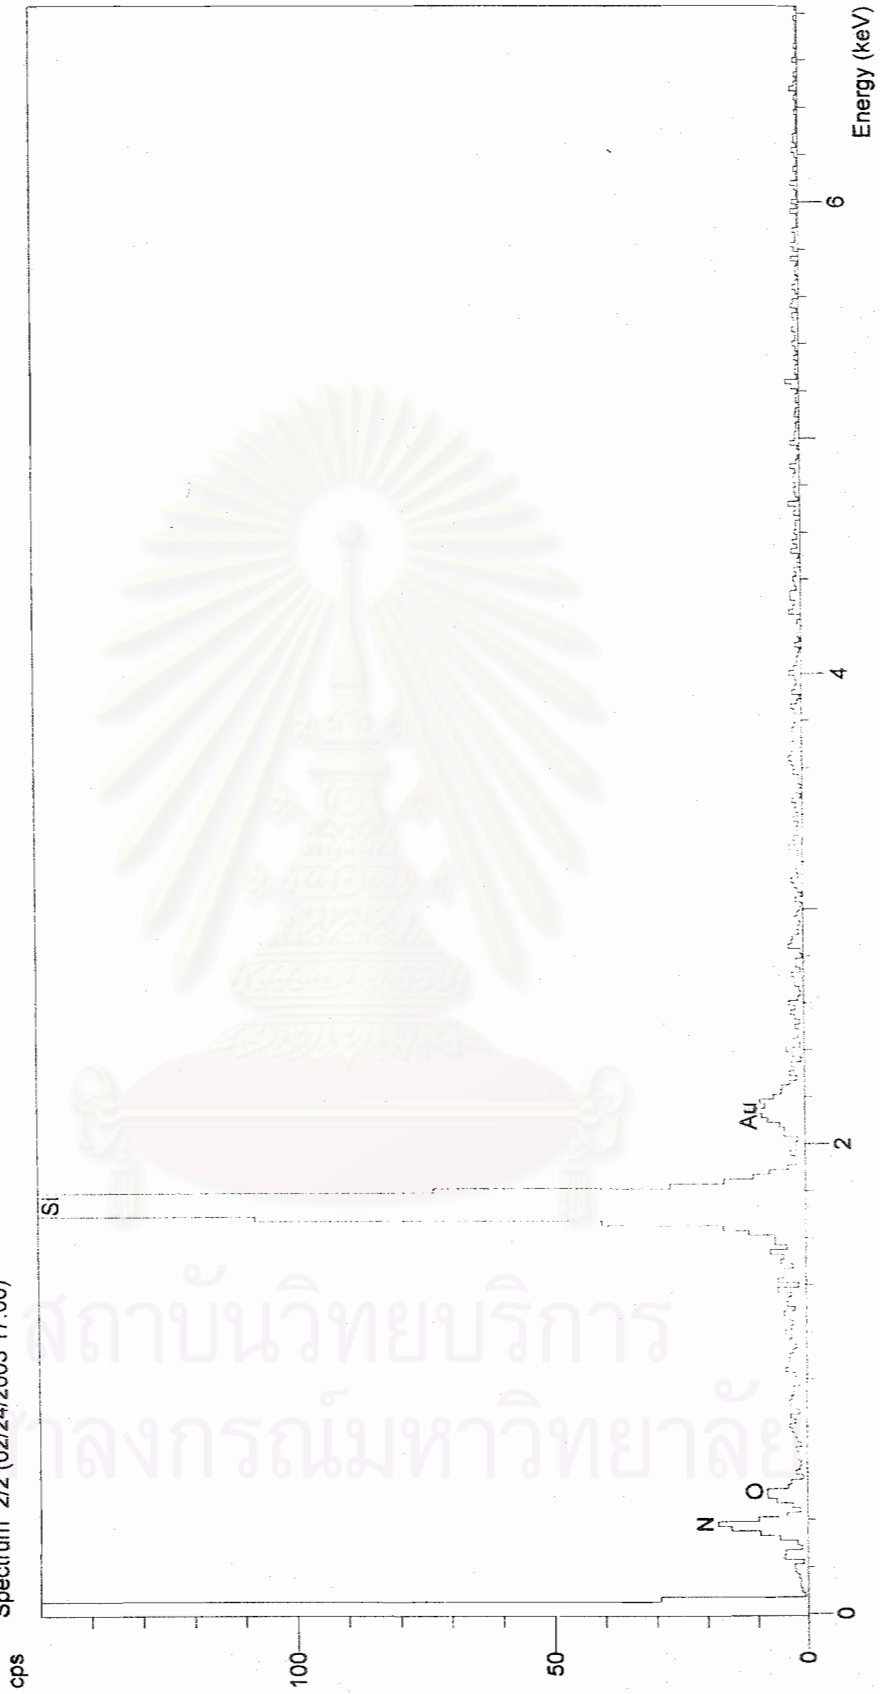 Spectrum 2/2 (02/24/2003 17:00)
cps
Si
100
50
0
N
O
Au
0
2
4
6
Energy (keV)
สถาบันวิทยบริการ
จุฬาลงกรณ์มหาวิทยาลัย